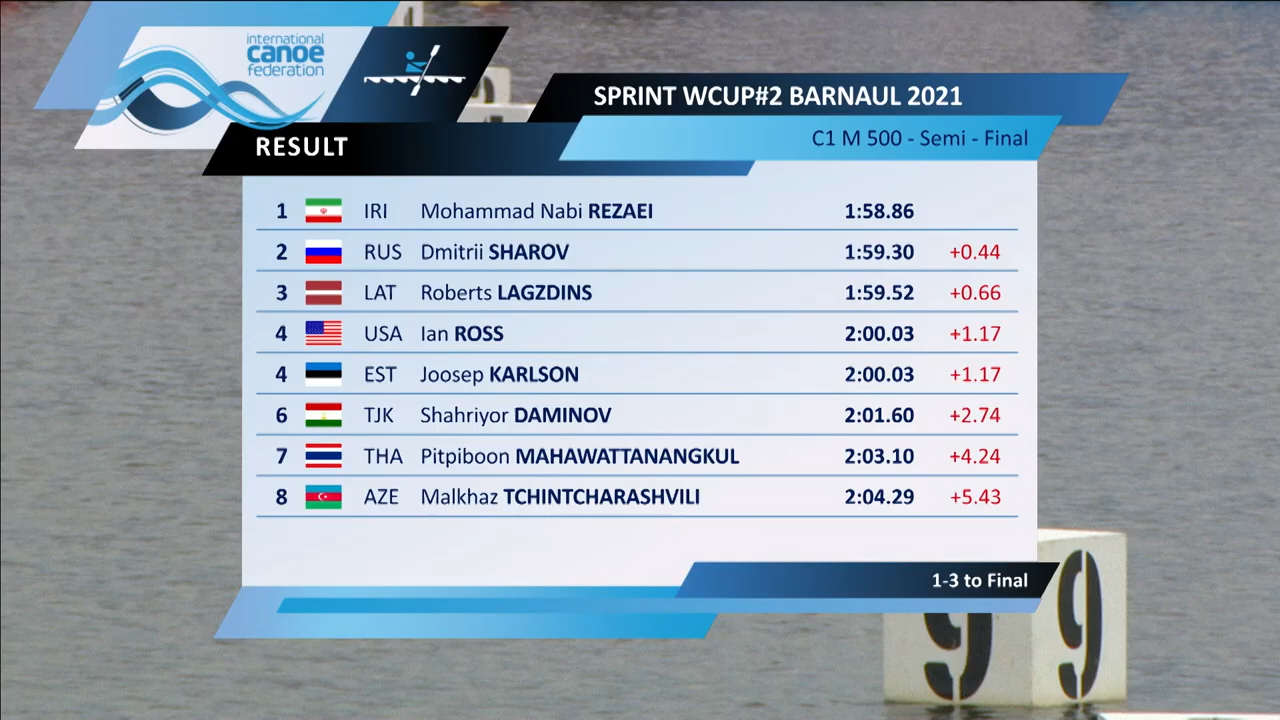 international
canoe
federation
SPRINT WCUP#2 BARNAUL 2021
C1 M 500 - Semi - Final
RESULT
1 IRI Mohammad Nabi REZAEI 1:58.86
2 RUS Dmitrii SHAROV 1:59.30 +0.44
3 LAT Roberts LAGZDINS 1:59.52 +0.66
4 USA Ian ROSS 2:00.03 +1.17
4 EST Joosep KARLSON 2:00.03 +1.17
6 TJK Shahriyor DAMINOV 2:01.60 +2.74
7 THA Pitpiboon MAHAWATTANANGKUL 2:03.10 +4.24
8 AZE Malkhaz TCHINTCHARASHVILI 2:04.29 +5.43
1-3 to Final
9 9